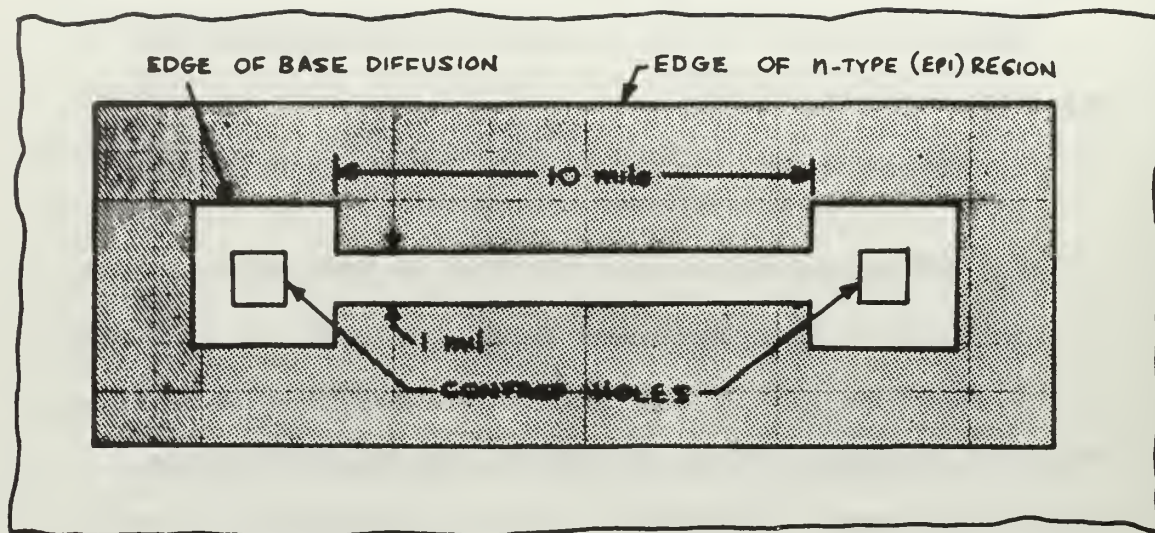 EDGE OF BASE DIFFUSION
EDGE OF n-TYPE (EPI) REGION
10 mils
1 mil
CONTACT HOLES